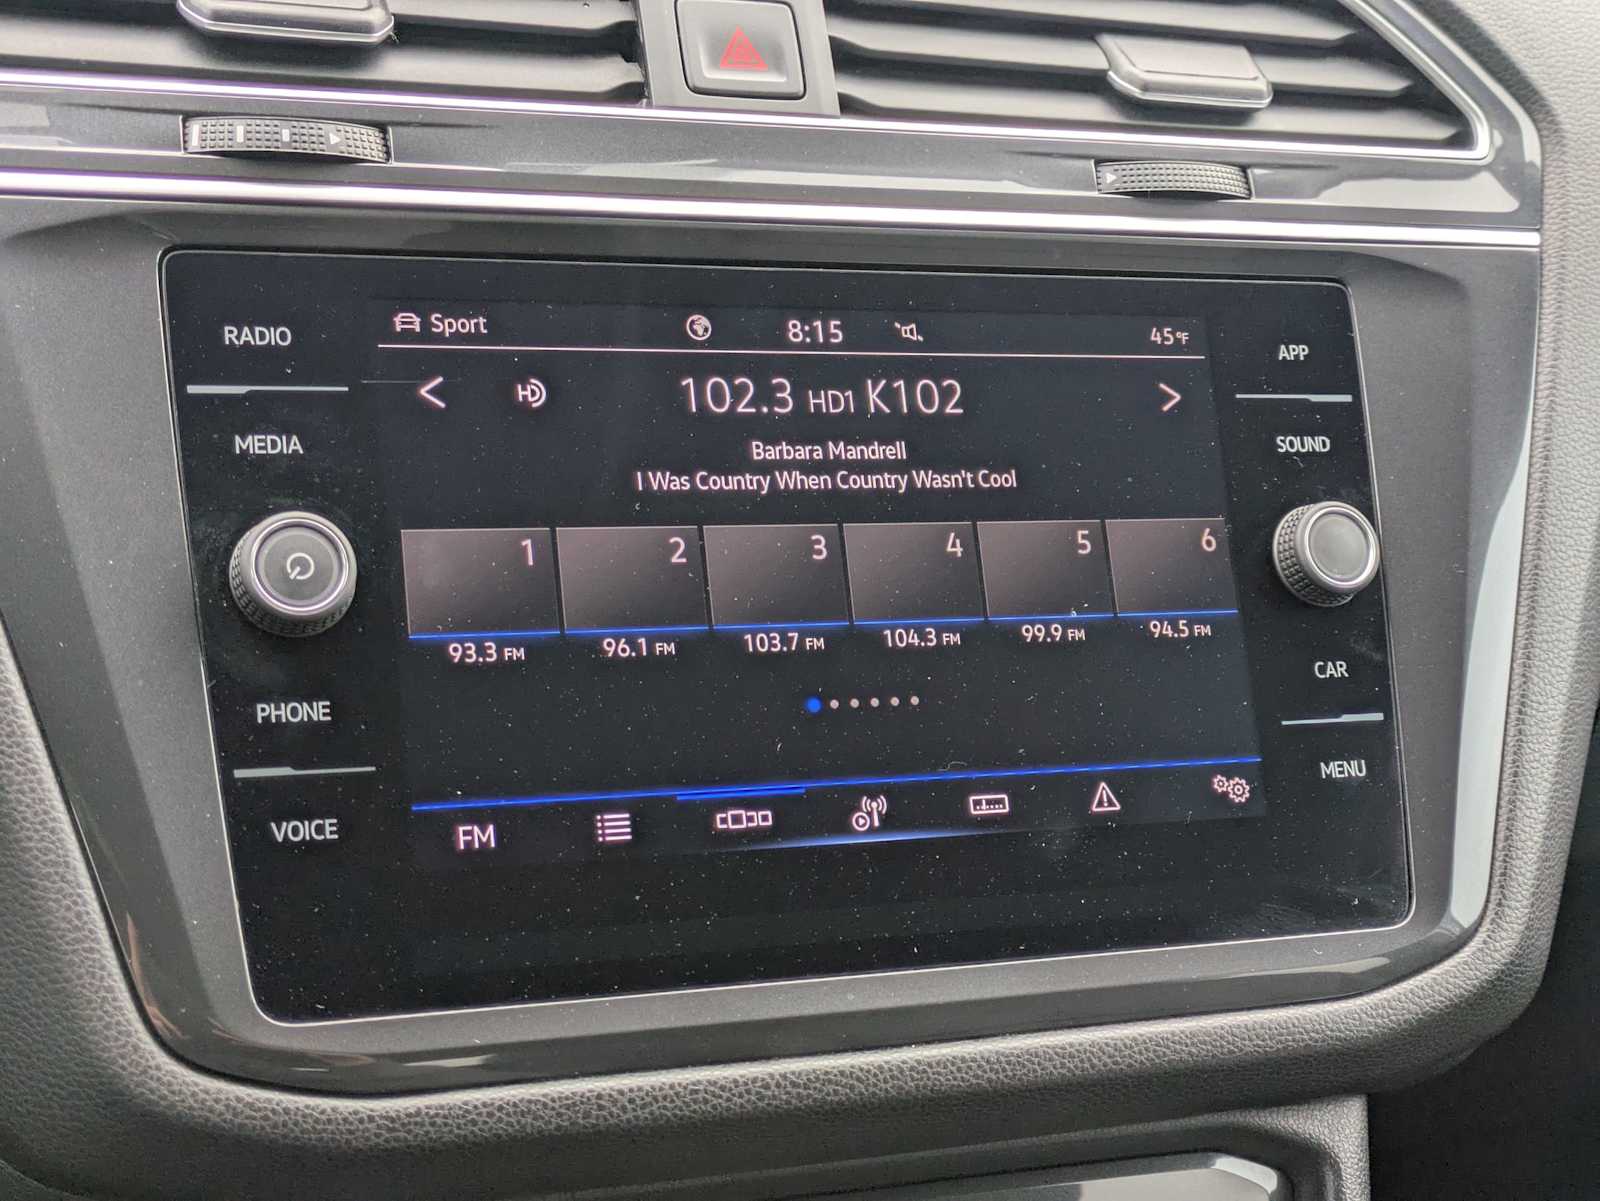 RADIO
MEDIA
PHONE
VOICE
Sport
8:15
45°F
HD
102.3 HD1 K102
Barbara Mandrell
I Was Country When Country Wasn't Cool
1 2 3 4 5 6
93.3 FM 96.1 FM 103.7 FM 104.3 FM 99.9 FM 94.5 FM
FM
APP
SOUND
CAR
MENU